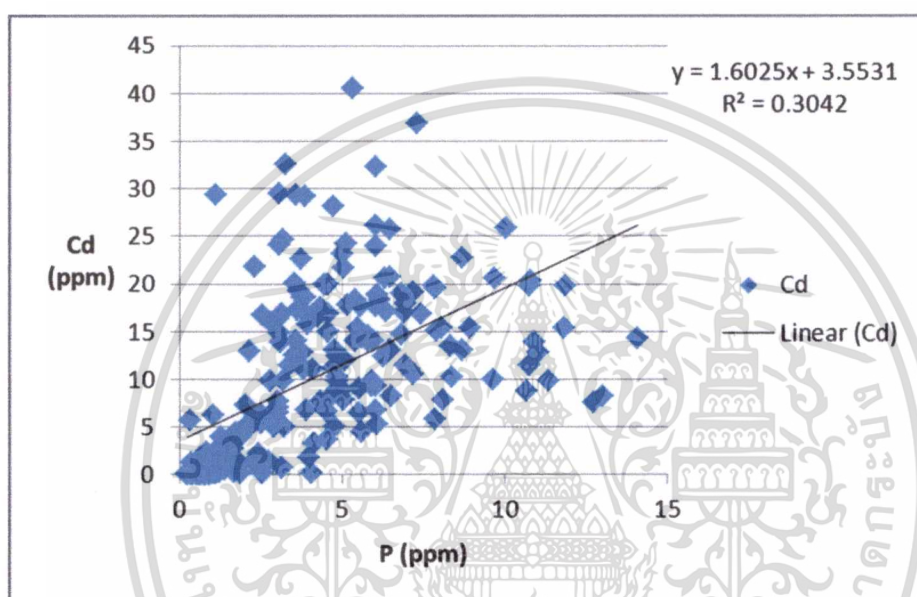 45
40
35
30
25
20
15
10
5
0
Cd
(ppm)
y = 1.6025x + 3.5531
R² = 0.3042
Cd
Linear (Cd)
0 5 10 15
P (ppm)